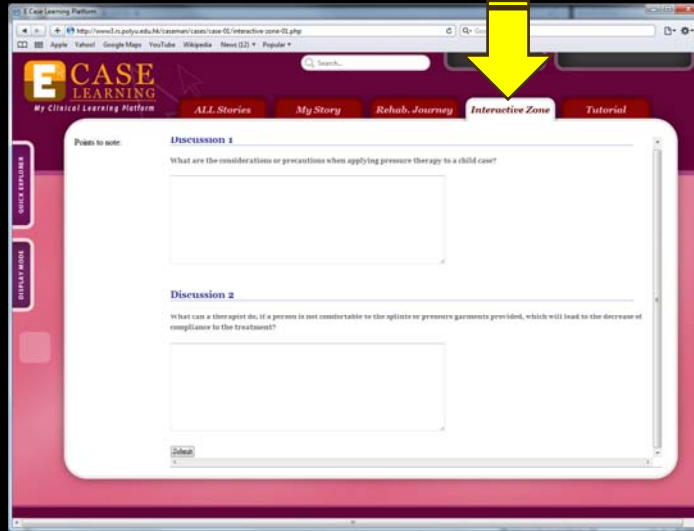 E Case Learning Platform
http://www3.rs.polyu.edu.hk/caseman/cases/case-01/interactive-zone-01.php
Apple Yahoo! Google Maps YouTube Wikipedia News (12) Popular
E CASE
LEARNING
My Clinical Learning Platform
Search...
ALL Stories
My Story
Rehab. Journey
Interactive Zone
Tutorial
QUICK EXPLORER
DISPLAY MODE
Points to note:
Discussion 1
What are the considerations or precautions when applying pressure therapy to a child case?
Discussion 2
What can a therapist do, if a person is not comfortable to the splints or pressure garments provided, which will lead to the decrease of
compliance to the treatment?
Submit